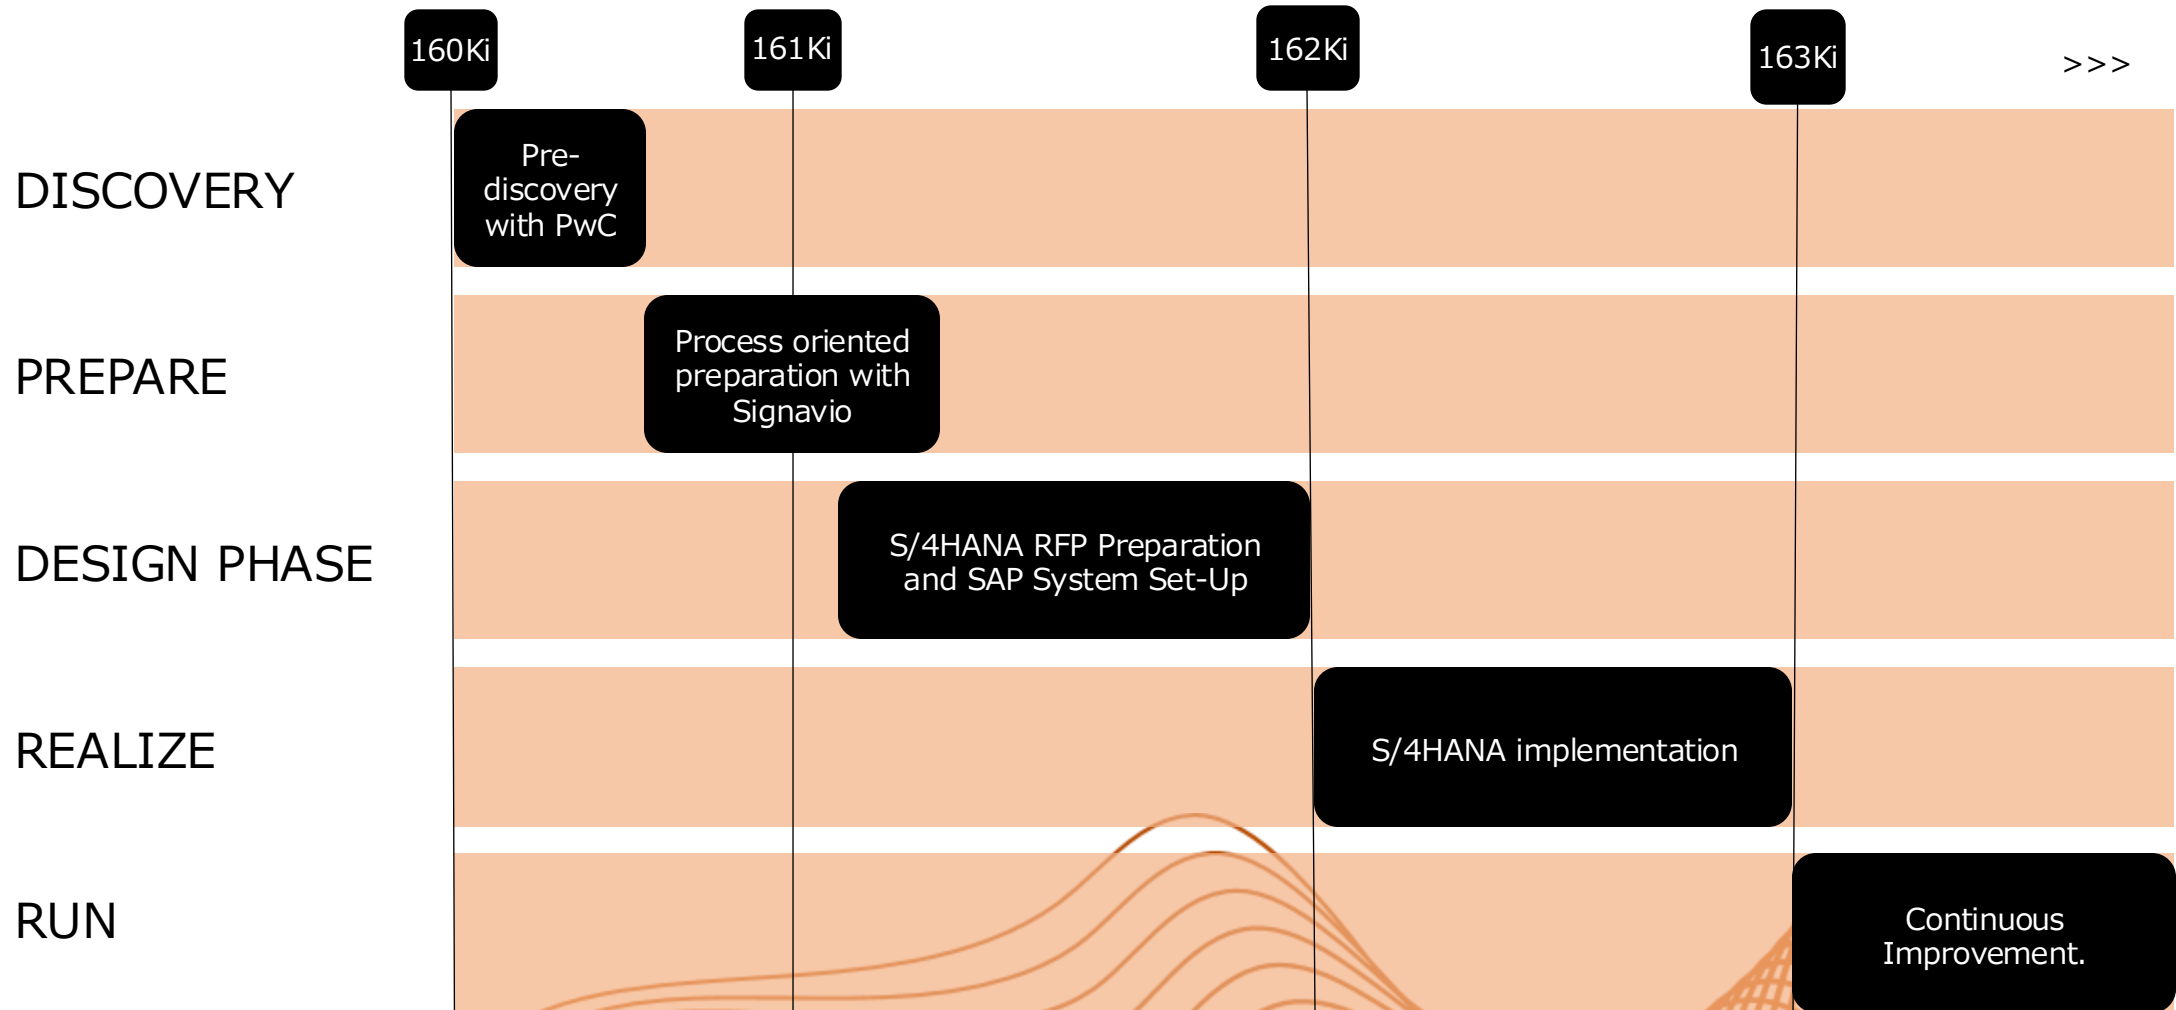 160Ki
161Ki
162Ki
163Ki
>>>
DISCOVERY
Pre-
discovery
with PwC
PREPARE
Process oriented
preparation with
Signavio
DESIGN PHASE
S/4HANA RFP Preparation
and SAP System Set-Up
REALIZE
S/4HANA implementation
RUN
Continuous
Improvement.